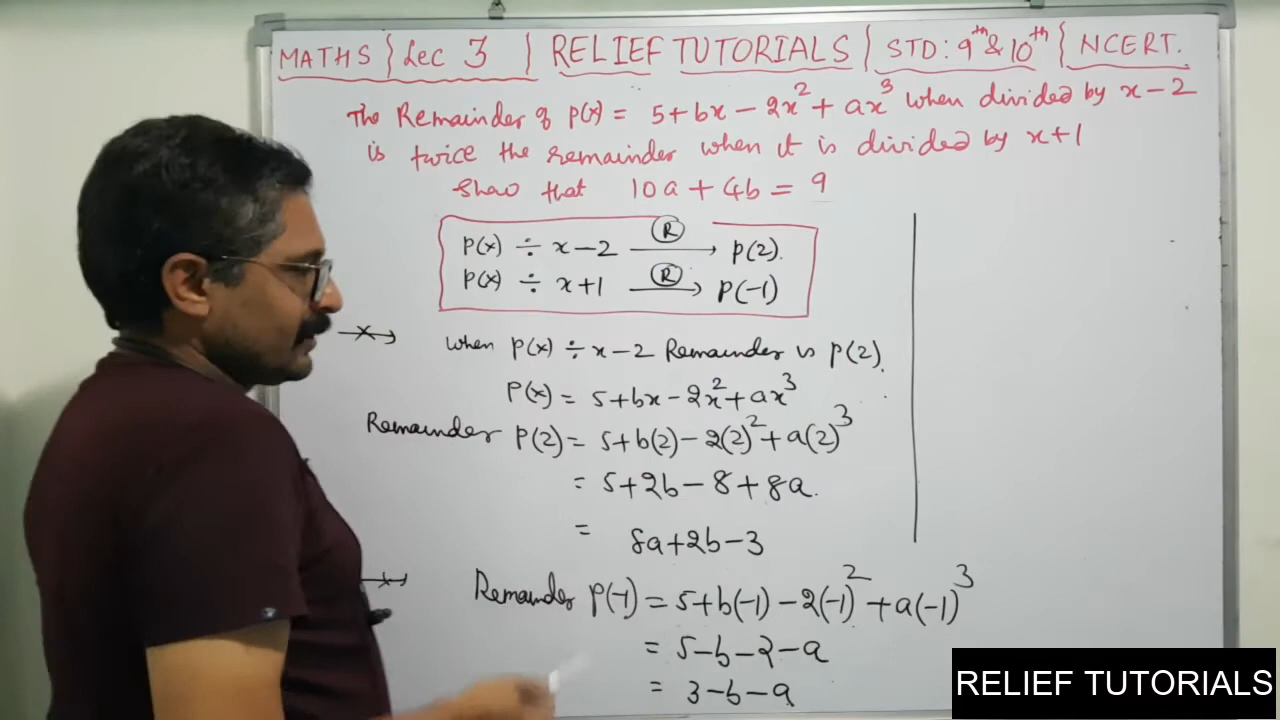 MATHS | Lec 3 | RELIEF TUTORIALS | STD: 9th & 10th | NCERT.
The Remainder of p(x) = 5+bx-2x²+ax³ when divided by x-2
is twice the remainder when it is divided by x+1
Show that 10a+4b = 9
P(x) ÷ x-2 —Ⓡ→ p(2).
P(x) ÷ x+1 —Ⓡ→ p(-1)
When p(x) ÷ x-2 Remainder is p(2).
P(x) = 5+bx-2x²+ax³
Remainder p(2) = 5+b(2)-2(2)²+a(2)³
= 5+2b-8+8a.
= 8a+2b-3
Remainder p(-1) = 5+b(-1)-2(-1)²+a(-1)³
= 5-b-2-a
= 3-b-a
RELIEF TUTORIALS